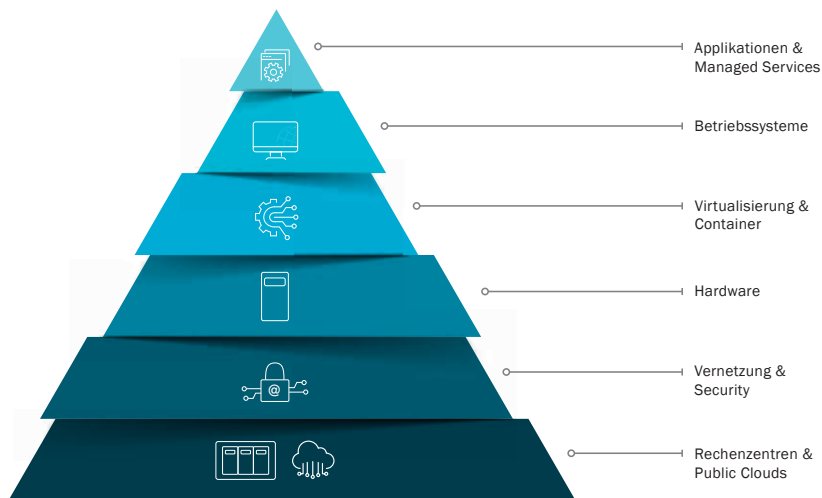 Applikationen &
Managed Services
Betriebssysteme
Virtualisierung &
Container
Hardware
Vernetzung &
Security
@
Rechenzentren &
Public Clouds